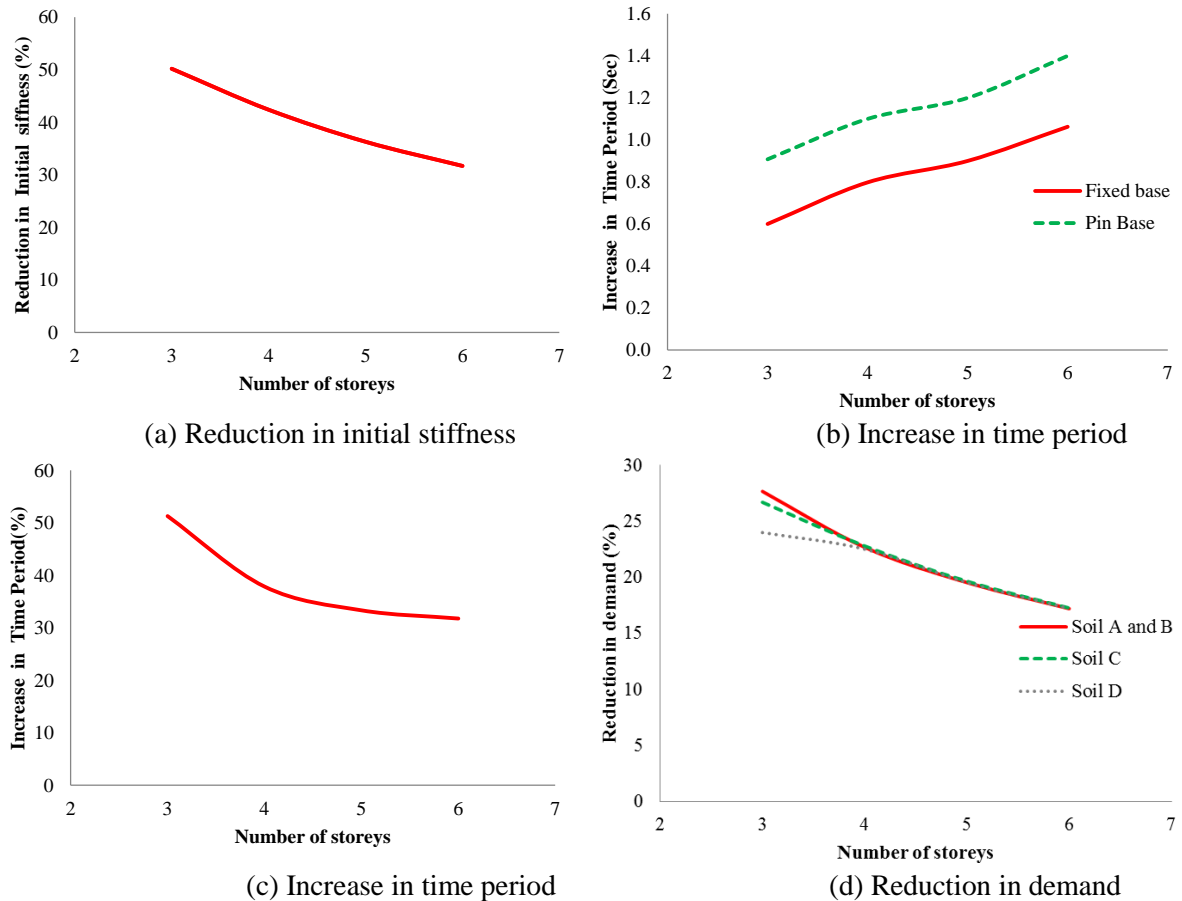 Reduction in Initial siffness (%)
60
50
40
30
20
10
0
2 3 4 5 6 7
Number of storeys
(a) Reduction in initial stiffness
Increase in Time Period (Sec)
1.6
1.4
1.2
1.0
0.8
0.6
0.4
0.2
0.0
Fixed base
Pin Base
2 3 4 5 6 7
Number of storeys
(b) Increase in time period
Increase in Time Period(%)
60
50
40
30
20
10
0
2 3 4 5 6 7
Number of storeys
(c) Increase in time period
Reduction in demand (%)
30
25
20
15
10
5
0
Soil A and B
Soil C
Soil D
2 3 4 5 6 7
Number of storeys
(d) Reduction in demand